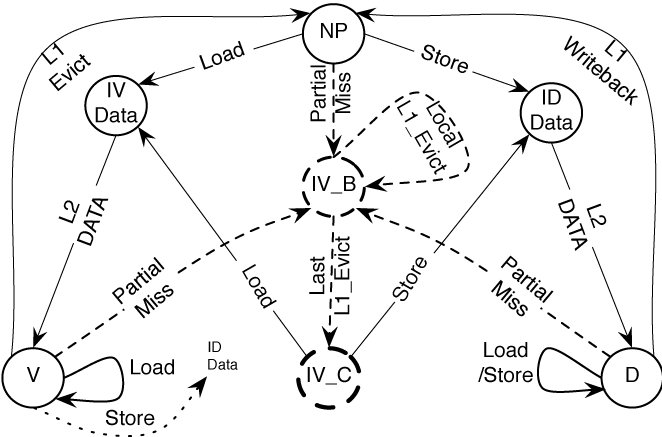 NP
L1
Evict
Load
Store
L1
Writeback
IV
Data
Partial
Miss
Local
L1_Evict
ID
Data
IV_B
L2
DATA
L2
DATA
Partial
Miss
Load
Last
L1_Evict
Store
Partial
Miss
ID
Data
V
Load
Store
IV_C
Load
/Store
D